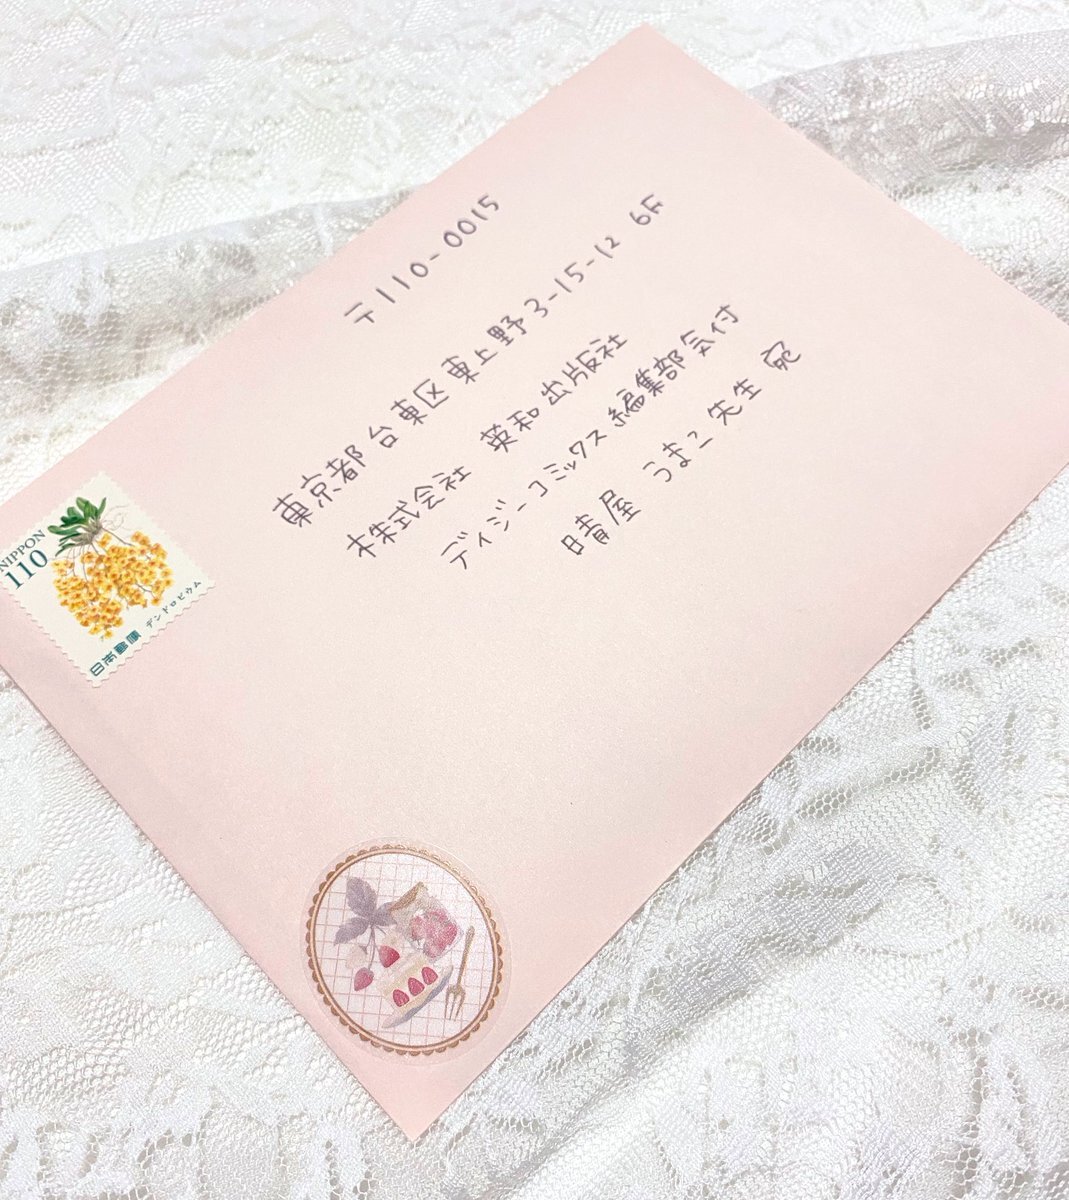 〒110-0015
東京都台東区東上野3-15-12 6F
株式会社 英和出版社
デイジーコミックス編集部気付
晴屋 うまこ先生 宛
NIPPON
110
デンドロビウム
日本郵便